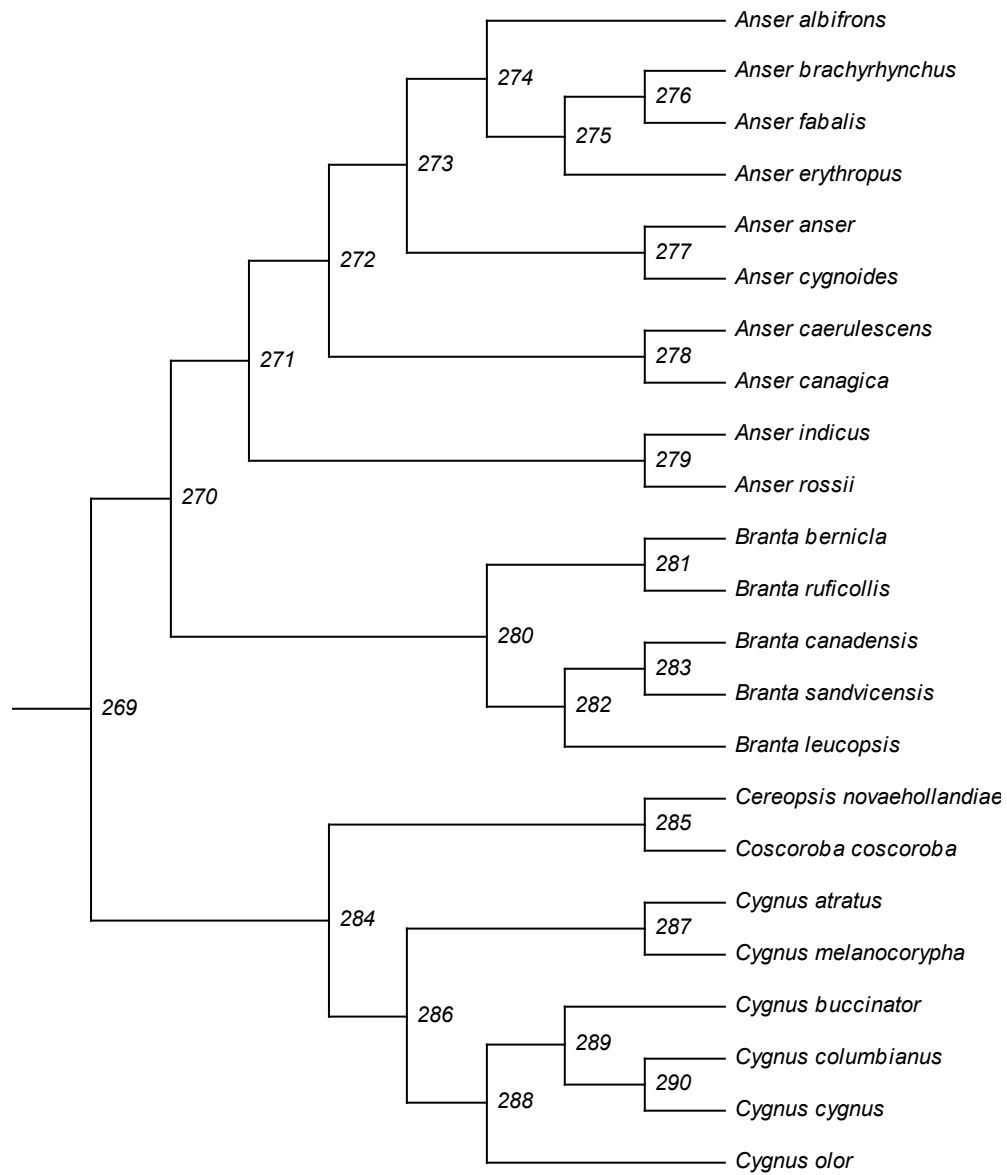 Anser albifrons
274
Anser brachyrhynchus
276
Anser fabalis
275
273
Anser erythropus
Anser anser
277
272
Anser cygnoides
Anser caerulescens
278
271
Anser canagica
Anser indicus
279
Anser rossii
270
Branta bernicla
281
Branta ruficollis
280
Branta canadensis
283
Branta sandvicensis
282
269
Branta leucopsis
Cereopsis novaehollandiae
285
Coscoroba coscoroba
Cygnus atratus
284
287
Cygnus melanocorypha
Cygnus buccinator
286
289
Cygnus columbianus
290
288
Cygnus cygnus
Cygnus olor